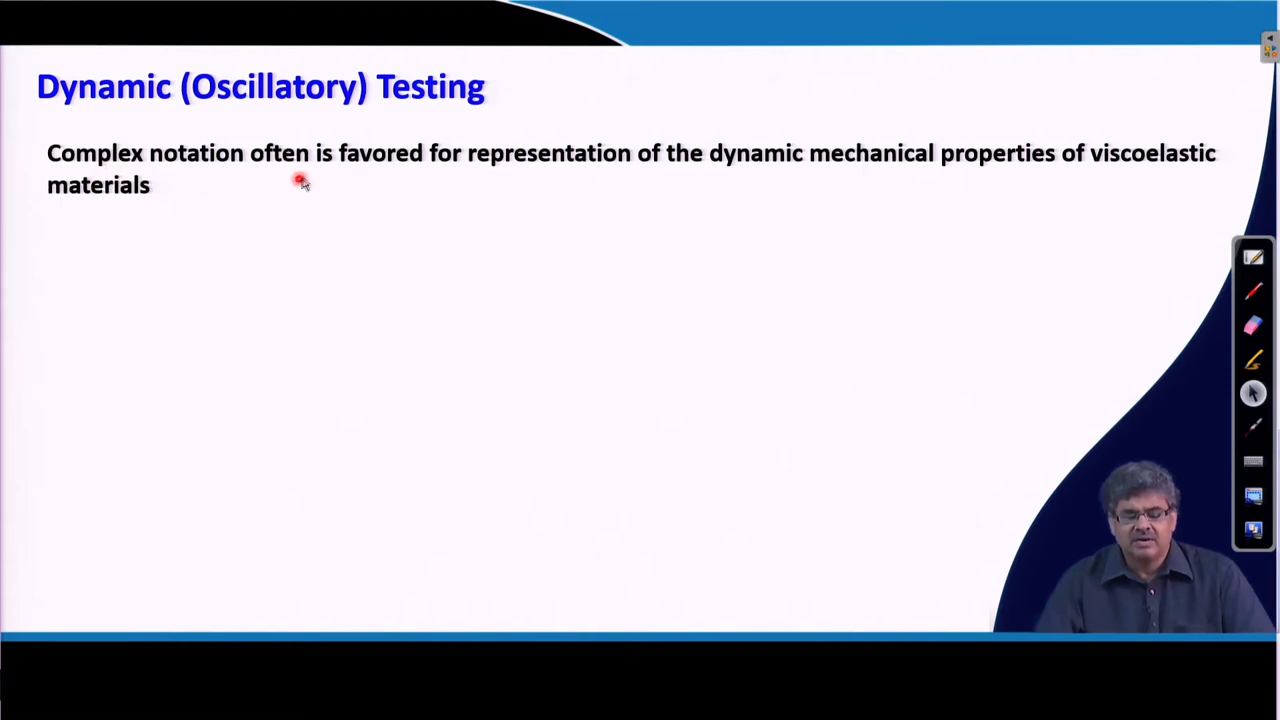 Dynamic (Oscillatory) Testing
Complex notation often is favored for representation of the dynamic mechanical properties of viscoelastic
materials